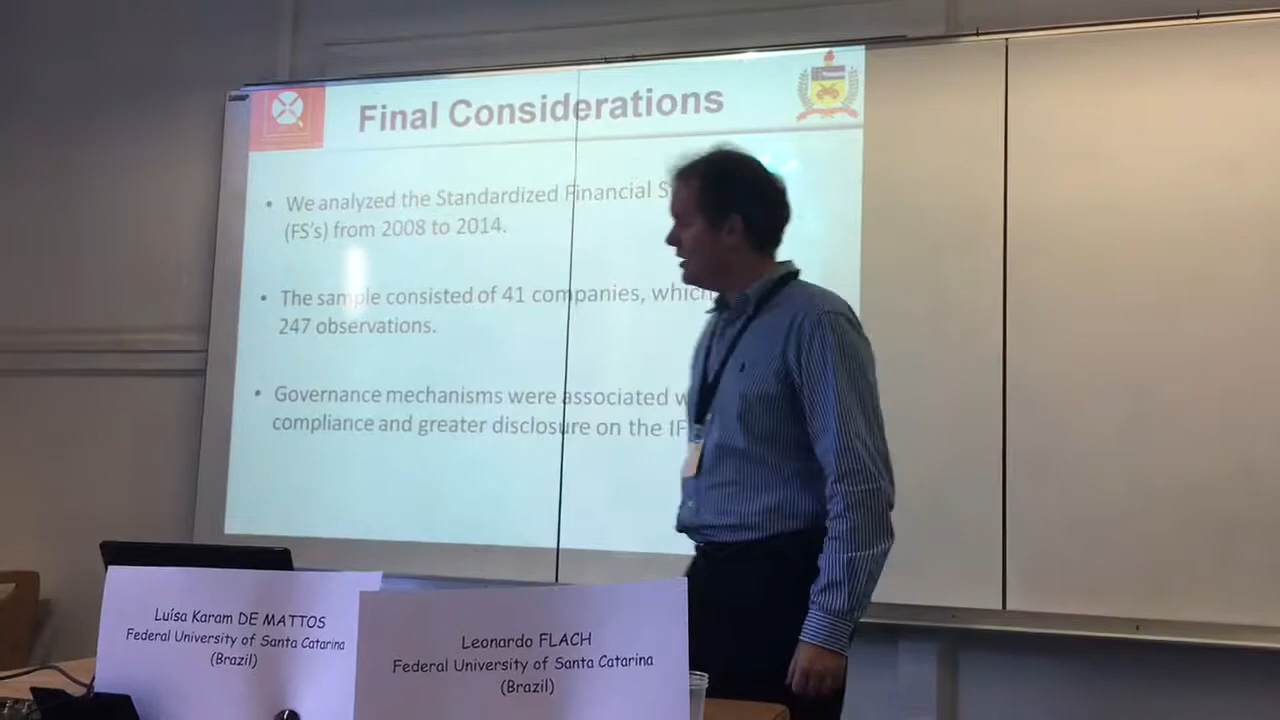 Final Considerations
• We analyzed the Standardized Financial
(FS's) from 2008 to 2014.
• The sample consisted of 41 companies, which
247 observations.
• Governance mechanisms were associated
compliance and greater disclosure on the
Luísa Karam DE MATTOS
Federal University of Santa Catarina
(Brazil)
Leonardo FLACH
Federal University of Santa Catarina
(Brazil)